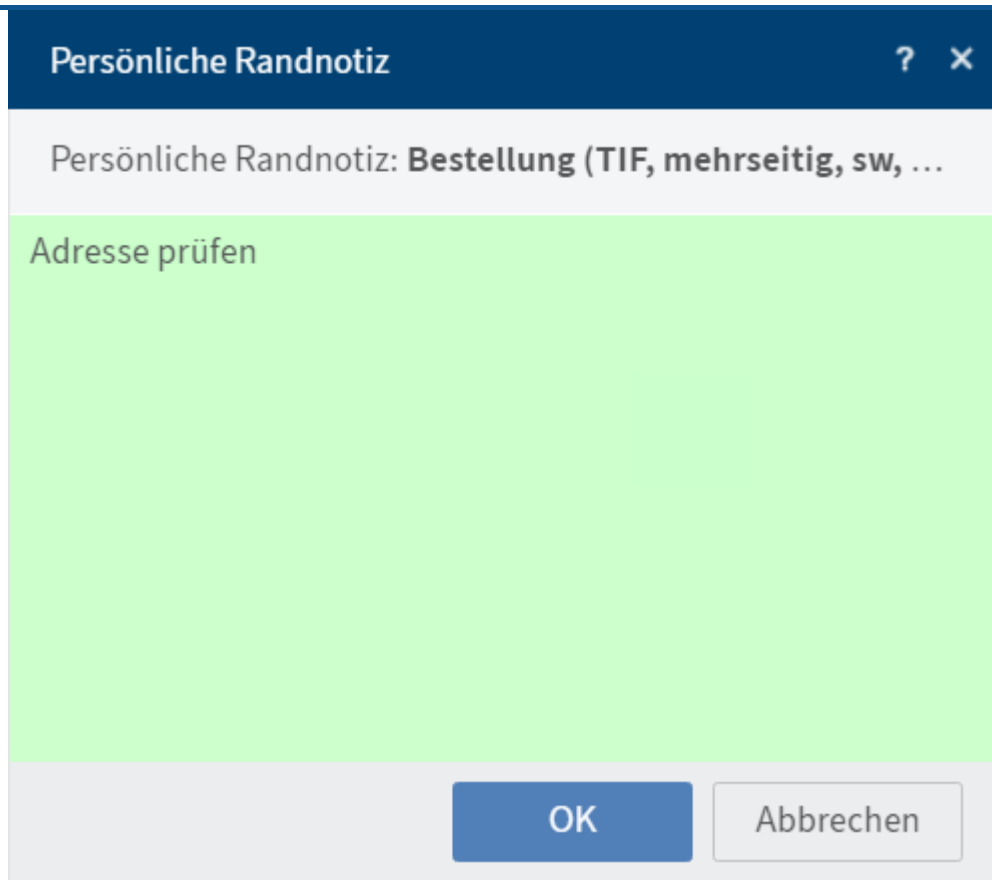 Persönliche Randnotiz ? ×
Persönliche Randnotiz: Bestellung (TIF, mehrseitig, sw, ...
Adresse prüfen
OK Abbrechen